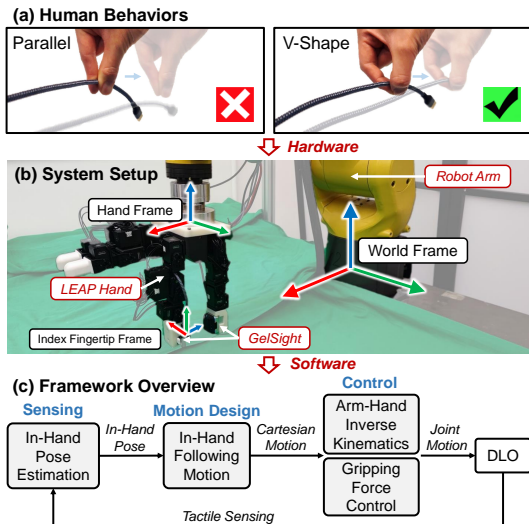 (a) Human Behaviors
Parallel
V-Shape
Hardware
(b) System Setup
Robot Arm
Hand Frame
World Frame
LEAP Hand
Index Fingertip Frame
GelSight
Software
(c) Framework Overview
Sensing
Motion Design
Control
In-Hand
Pose
Estimation
In-Hand
Pose
In-Hand
Following
Motion
Cartesian
Motion
Arm-Hand
Inverse
Kinematics
Gripping
Force
Control
Joint
Motion
DLO
Tactile Sensing